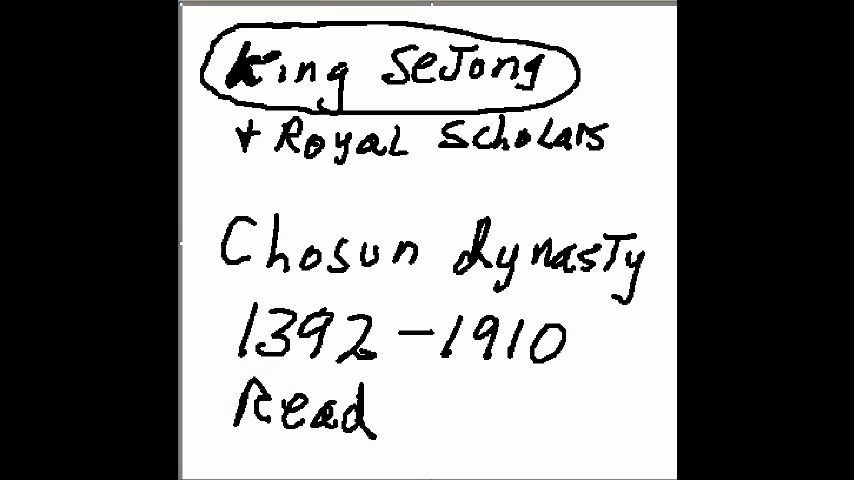 King Sejong
+ Royal Scholars
Chosun dynasty
1392 - 1910
Read